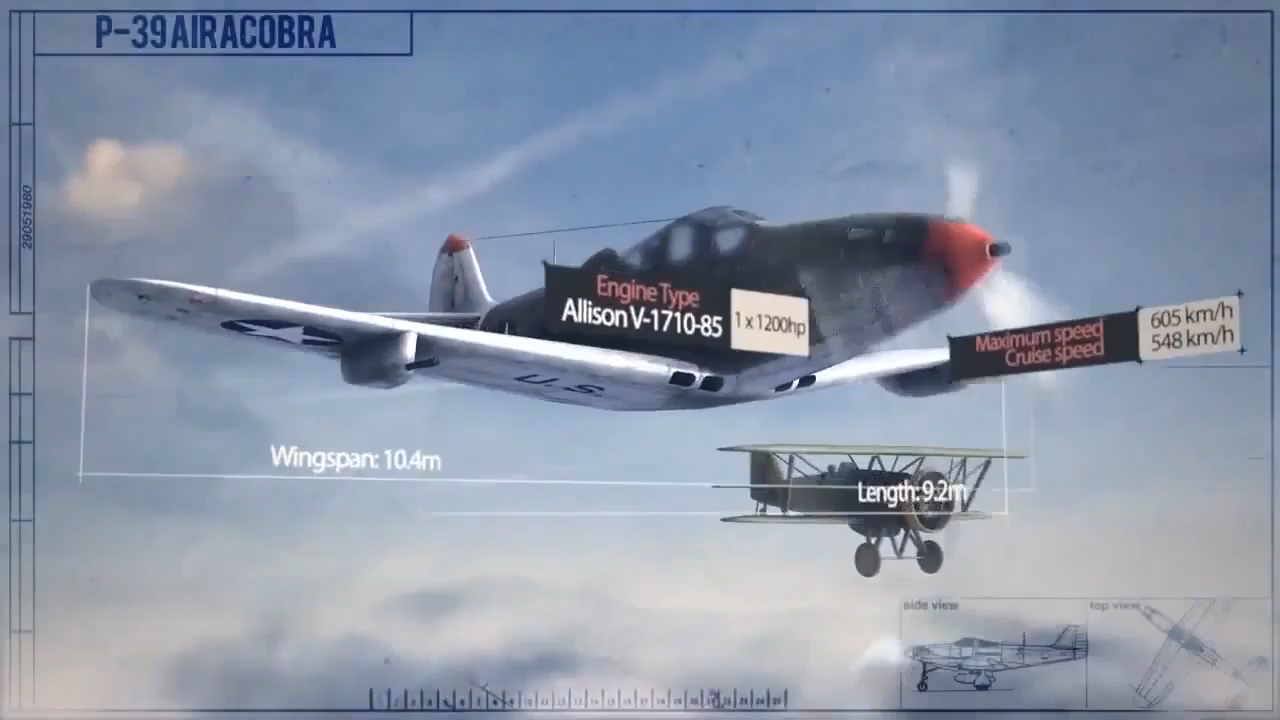 P-39 AIRACOBRA
29051980
Engine Type
Allison V-1710-85
1 x 1200hp
Maximum speed
Cruise speed
605 km/h
548 km/h
U.S.
Wingspan: 10.4m
Length: 9.2m
side view
top view